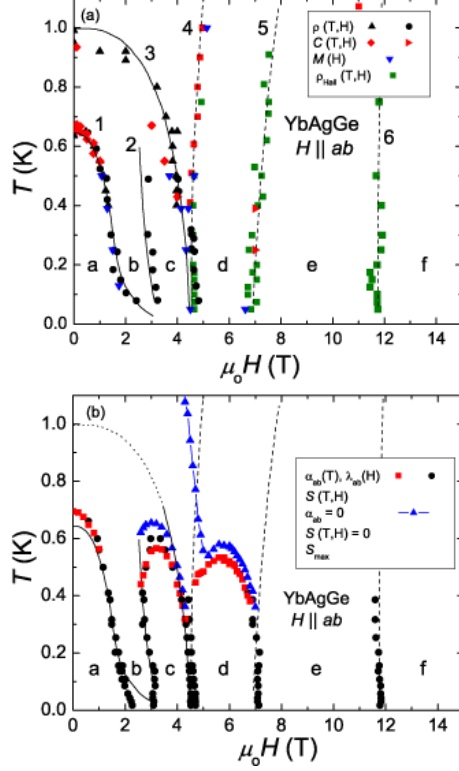 (a)
3
4
5
1
2
6
ρ (T,H)
C (T,H)
M (H)
ρHall (T,H)
YbAgGe
H || ab
a
b
c
d
e
f
1.0
0.8
0.6
0.4
0.2
0.0
T (K)
0
2
4
6
8
10
12
14
μoH (T)
(b)
αab(T), λab(H)
S (T,H)
αab = 0
S (T,H) = 0
Smax
YbAgGe
H || ab
a
b
c
d
e
f
1.0
0.8
0.6
0.4
0.2
0.0
T (K)
0
2
4
6
8
10
12
14
μoH (T)